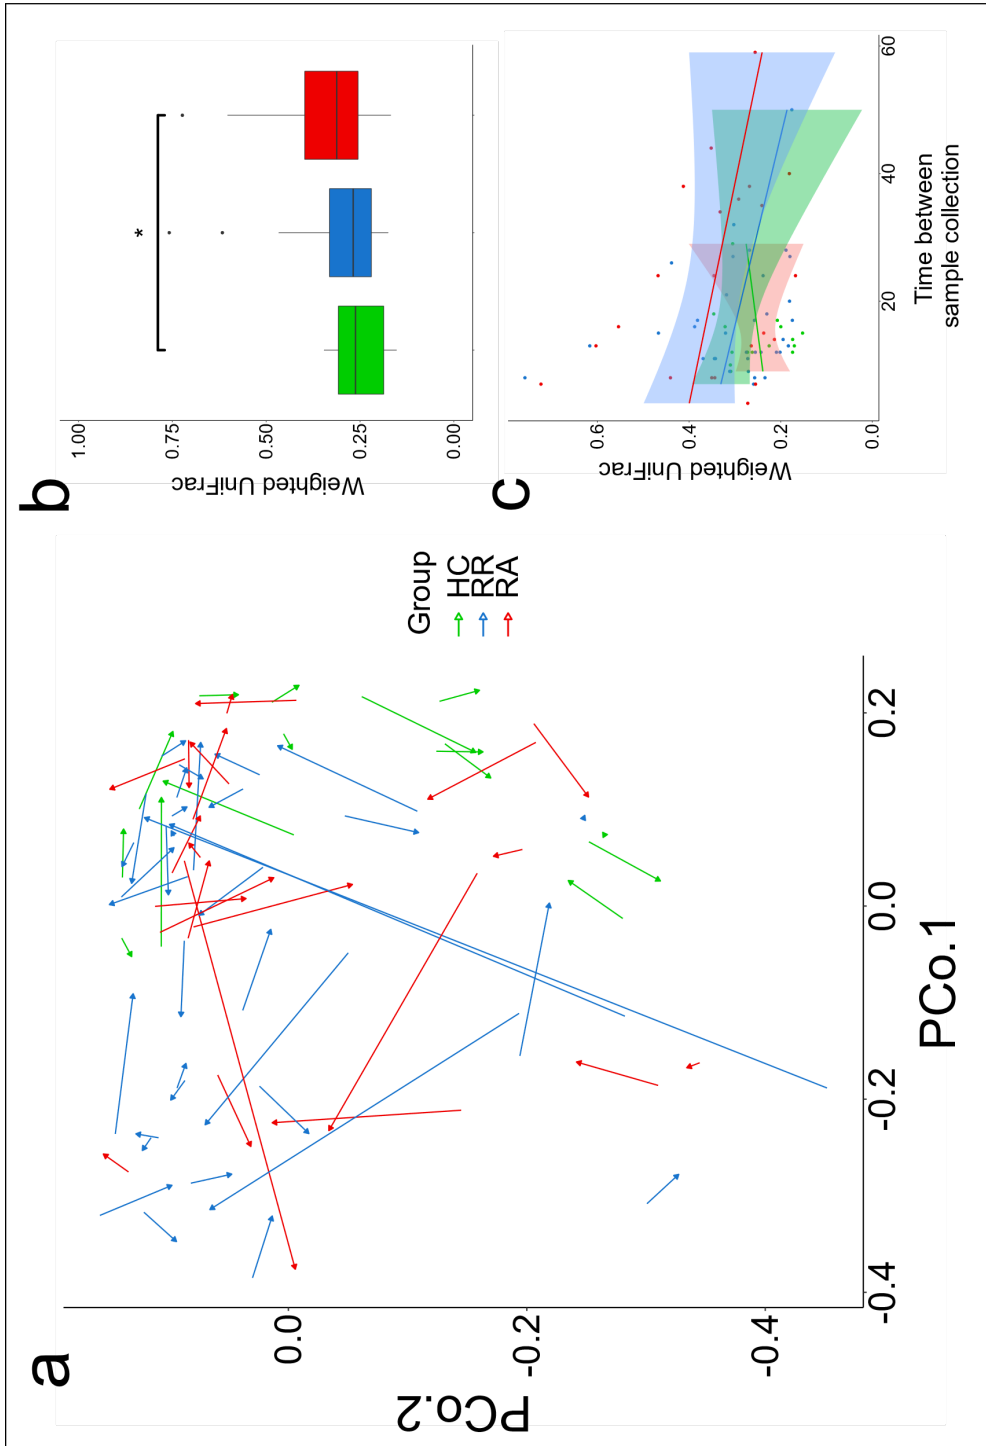 a
PCo.2
0.0
-0.2
-0.4
-0.4
-0.2
0.0
0.2
PCo.1
Group
HC
RR
RA
b
Weighted UniFrac
1.00
0.75
0.50
0.25
0.00
*
c
Weighted UniFrac
0.6
0.4
0.2
0.0
20
40
60
Time between
sample collection